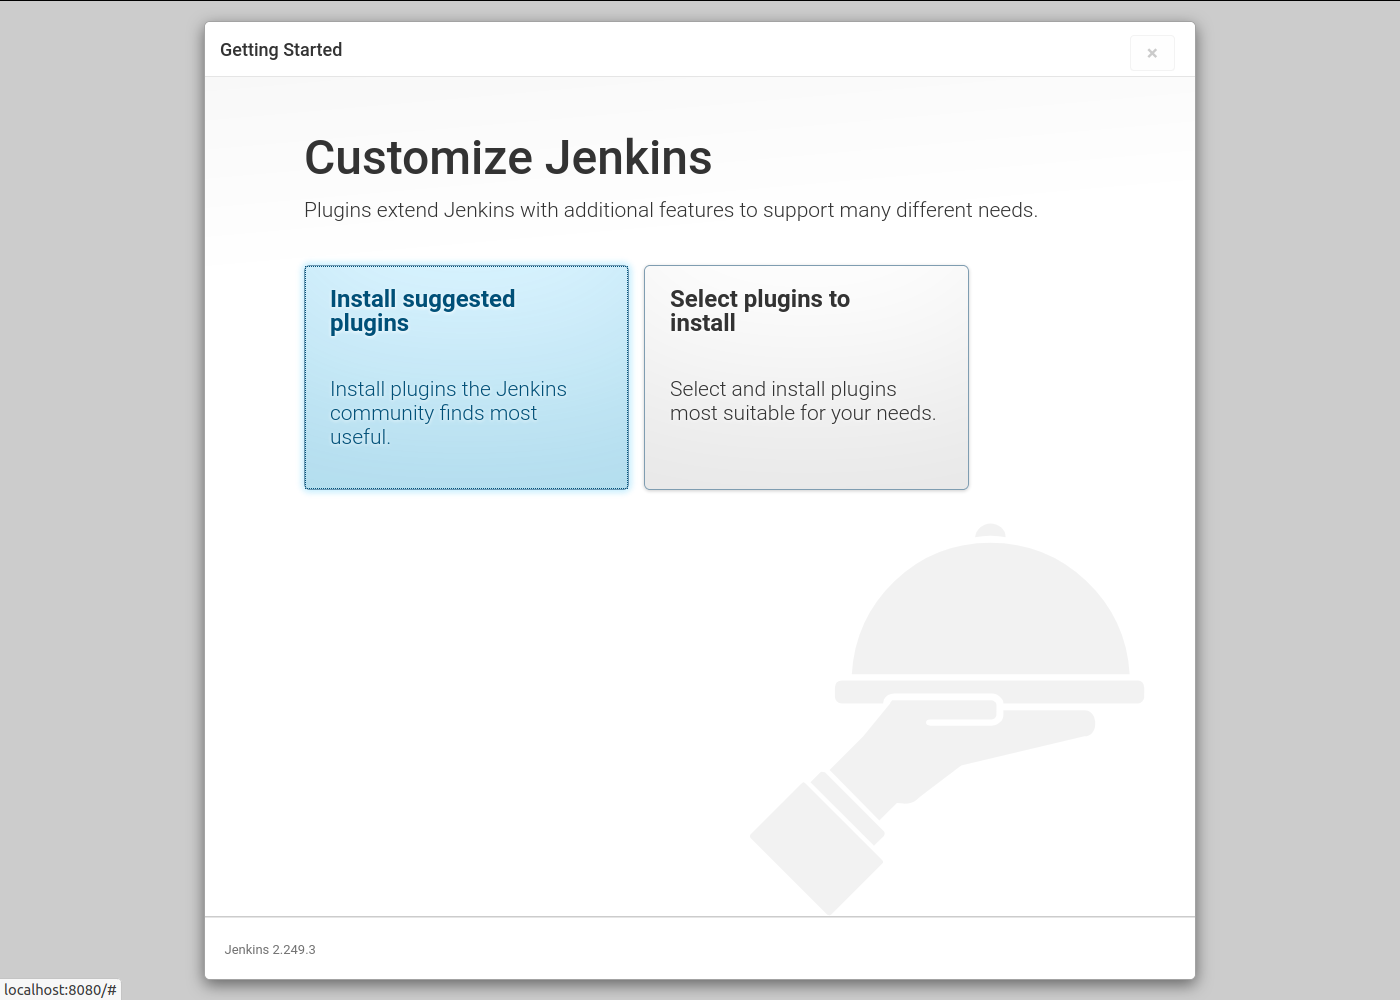 Getting Started
×
Customize Jenkins
Plugins extend Jenkins with additional features to support many different needs.
Install suggested
plugins
Install plugins the Jenkins
community finds most
useful.
Select plugins to
install
Select and install plugins
most suitable for your needs.
Jenkins 2.249.3
localhost:8080/#